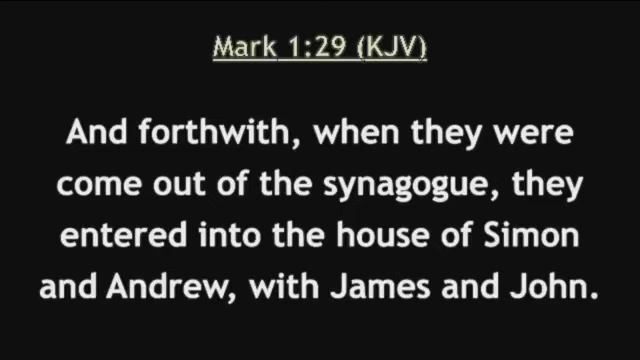 Mark 1:29 (KJV)
And forthwith, when they were
come out of the synagogue, they
entered into the house of Simon
and Andrew, with James and John.